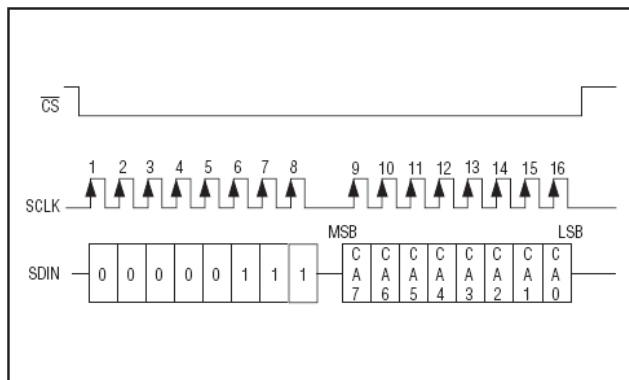 CS
1 2 3 4 5 6 7 8 9 10 11 12 13 14 15 16
SCLK
MSB LSB
SDIN 0 0 0 0 0 1 1 1 CA7 CA6 CA5 CA4 CA3 CA2 CA1 CA0